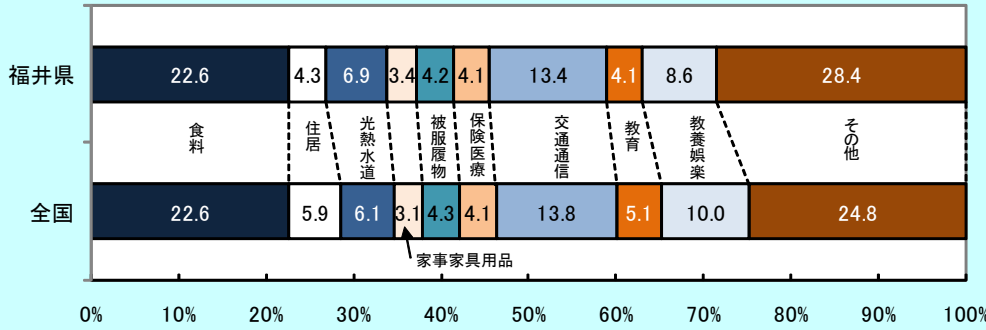 福井県
22.6
4.3
6.9
3.4
4.2
4.1
13.4
4.1
8.6
28.4
食料
住居
光熱水道
被服履物
保険医療
交通通信
教育
教養娯楽
その他
全国
22.6
5.9
6.1
3.1
4.3
4.1
13.8
5.1
10.0
24.8
家事家具用品
0%
10%
20%
30%
40%
50%
60%
70%
80%
90%
100%